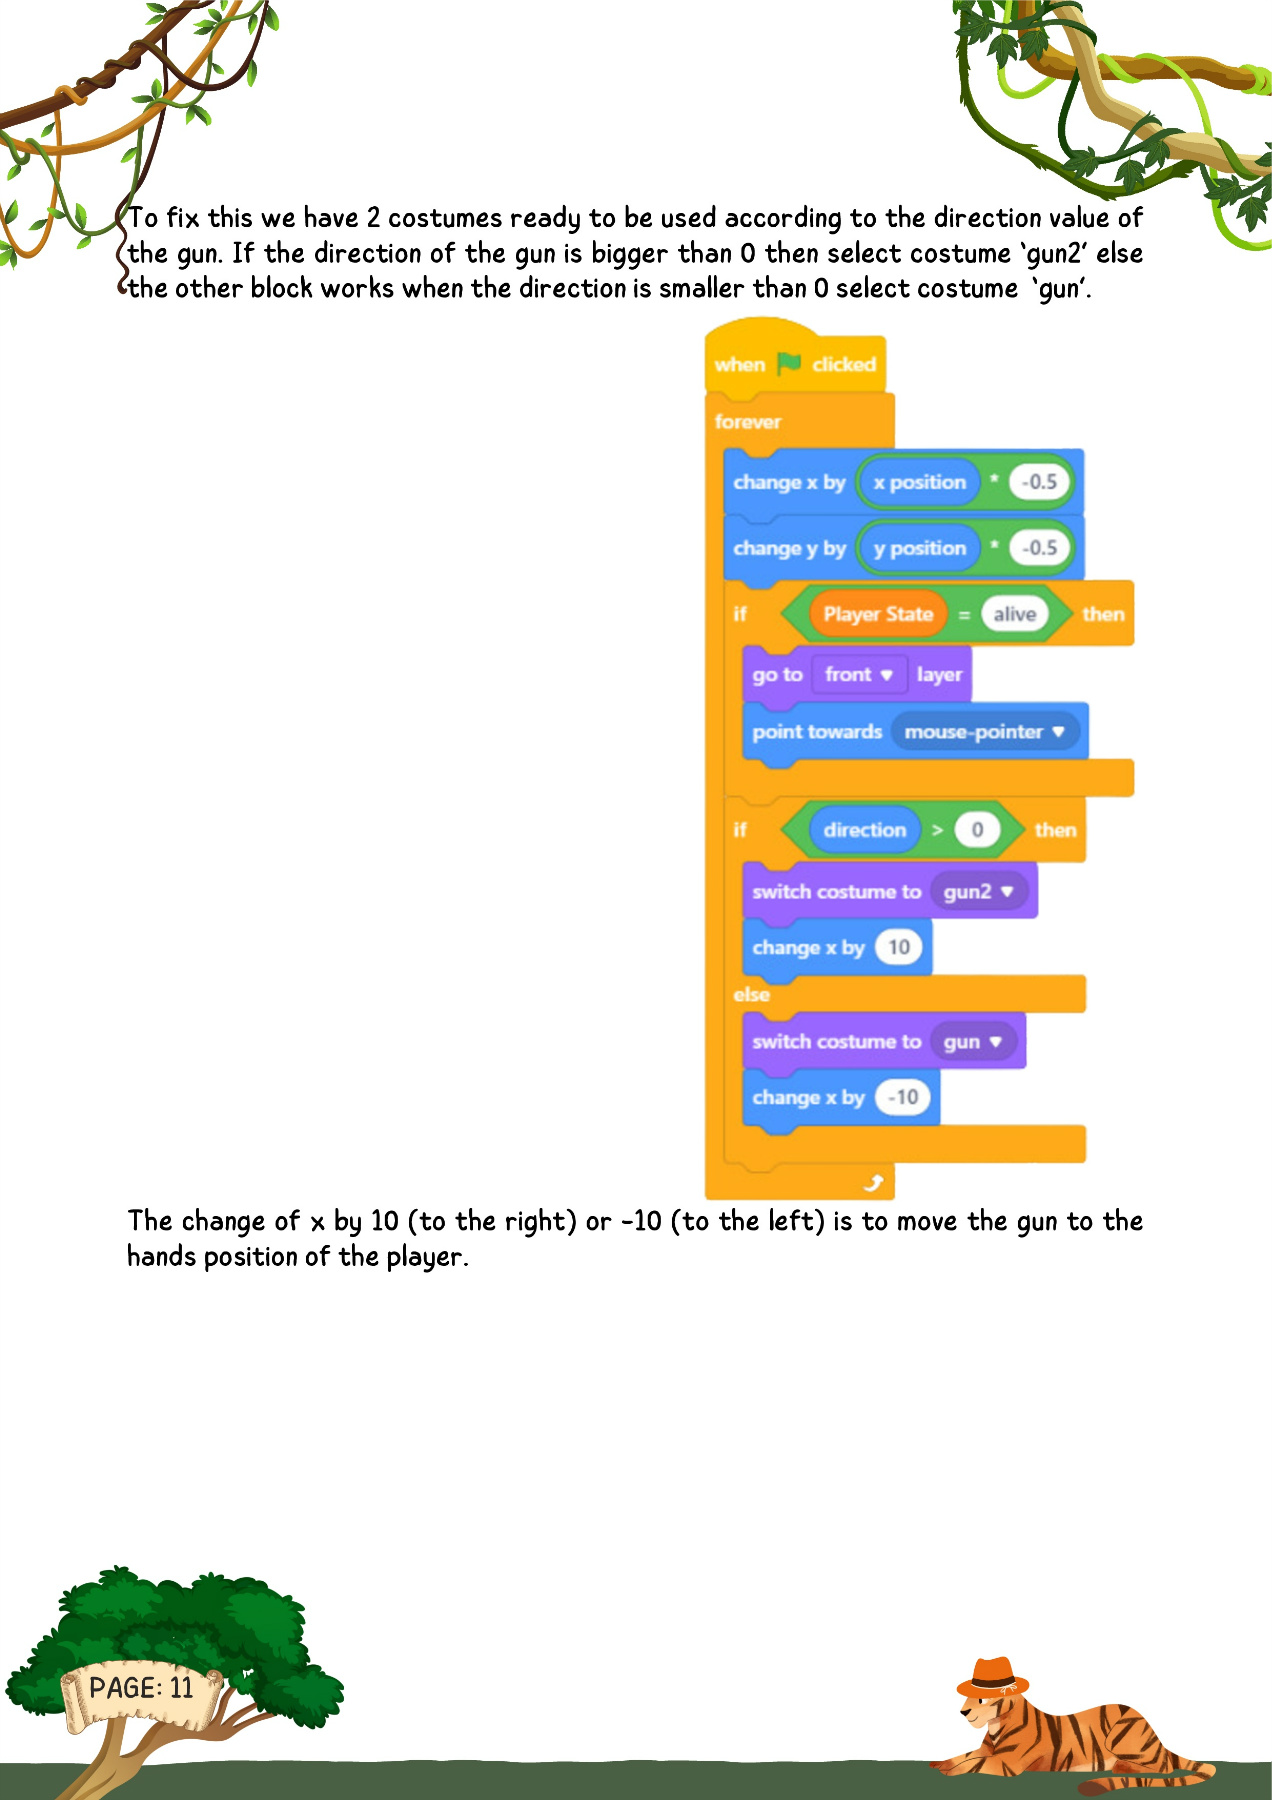 To fix this we have 2 costumes ready to be used according to the direction value of
the gun. If the direction of the gun is bigger than 0 then select costume ‘gun2’ else
the other block works when the direction is smaller than 0 select costume ‘gun’.
when clicked
forever
change x by x position * -0.5
change y by y position * -0.5
if Player State = alive then
go to front layer
point towards mouse-pointer
if direction > 0 then
switch costume to gun2
change x by 10
else
switch costume to gun
change x by -10
The change of x by 10 (to the right) or -10 (to the left) is to move the gun to the
hands position of the player.
PAGE: 11